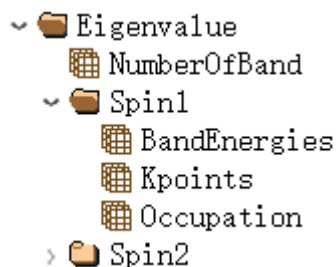 Eigenvalue
NumberOfBand
Spin1
BandEnergies
Kpoints
Occupation
Spin2